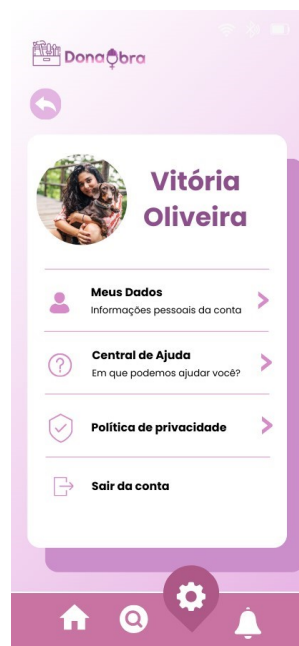 DonaObra
Vitória
Oliveira
Meus Dados
Informações pessoais da conta
Central de Ajuda
Em que podemos ajudar você?
Política de privacidade
Sair da conta